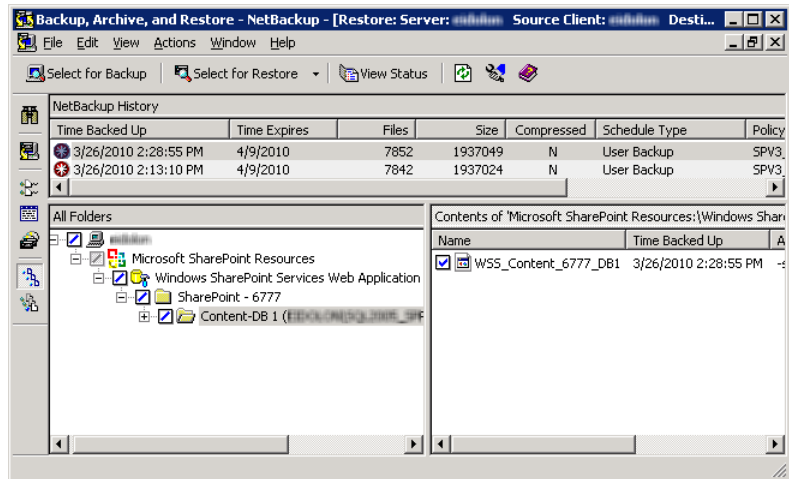 Backup, Archive, and Restore - NetBackup - [Restore: Server: Source Client: Desti...
File Edit View Actions Window Help
Select for Backup Select for Restore View Status
NetBackup History
Time Backed Up Time Expires Files Size Compressed Schedule Type Policy
3/26/2010 2:28:55 PM 4/9/2010 7852 1937049 N User Backup SPV3_
3/26/2010 2:13:10 PM 4/9/2010 7842 1937024 N User Backup SPV3_
All Folders
Microsoft SharePoint Resources
Windows SharePoint Services Web Application
SharePoint - 6777
Content-DB 1 (
Contents of 'Microsoft SharePoint Resources:\Windows Shar
Name Time Backed Up A
WSS_Content_6777_DB1 3/26/2010 2:28:55 PM